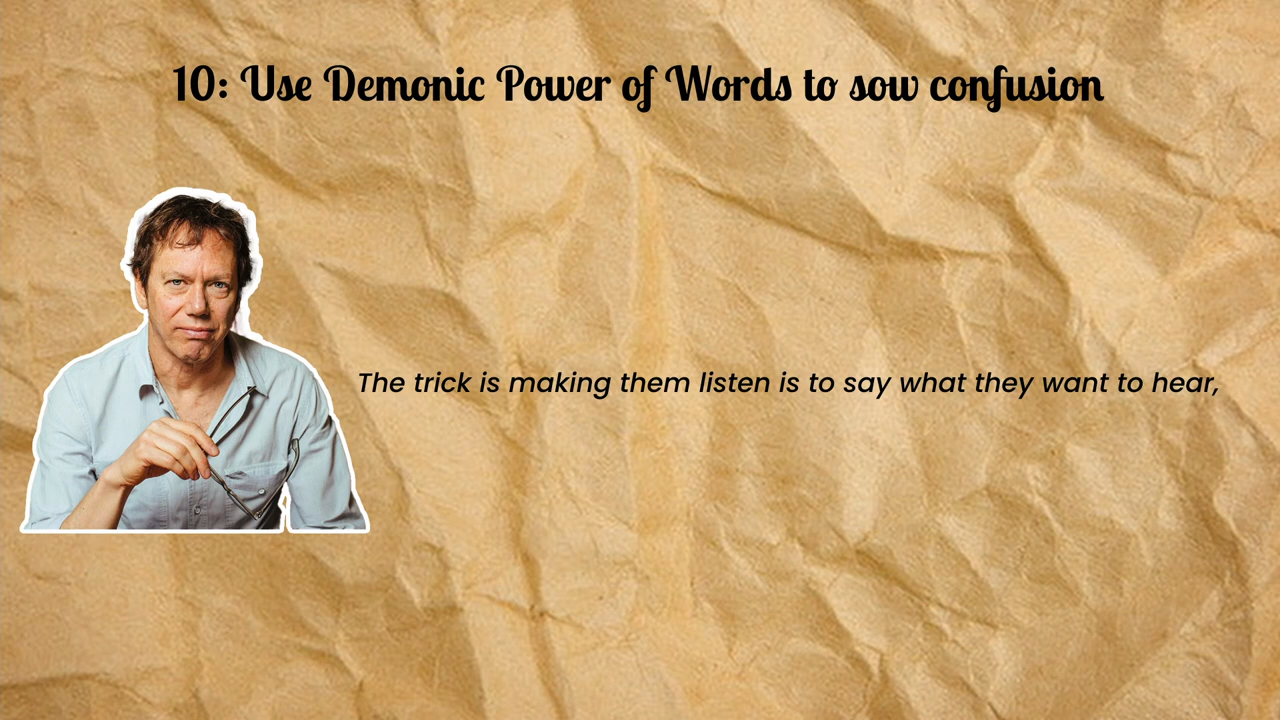 10: Use Demonic Power of Words to sow confusion
The trick is making them listen is to say what they want to hear,